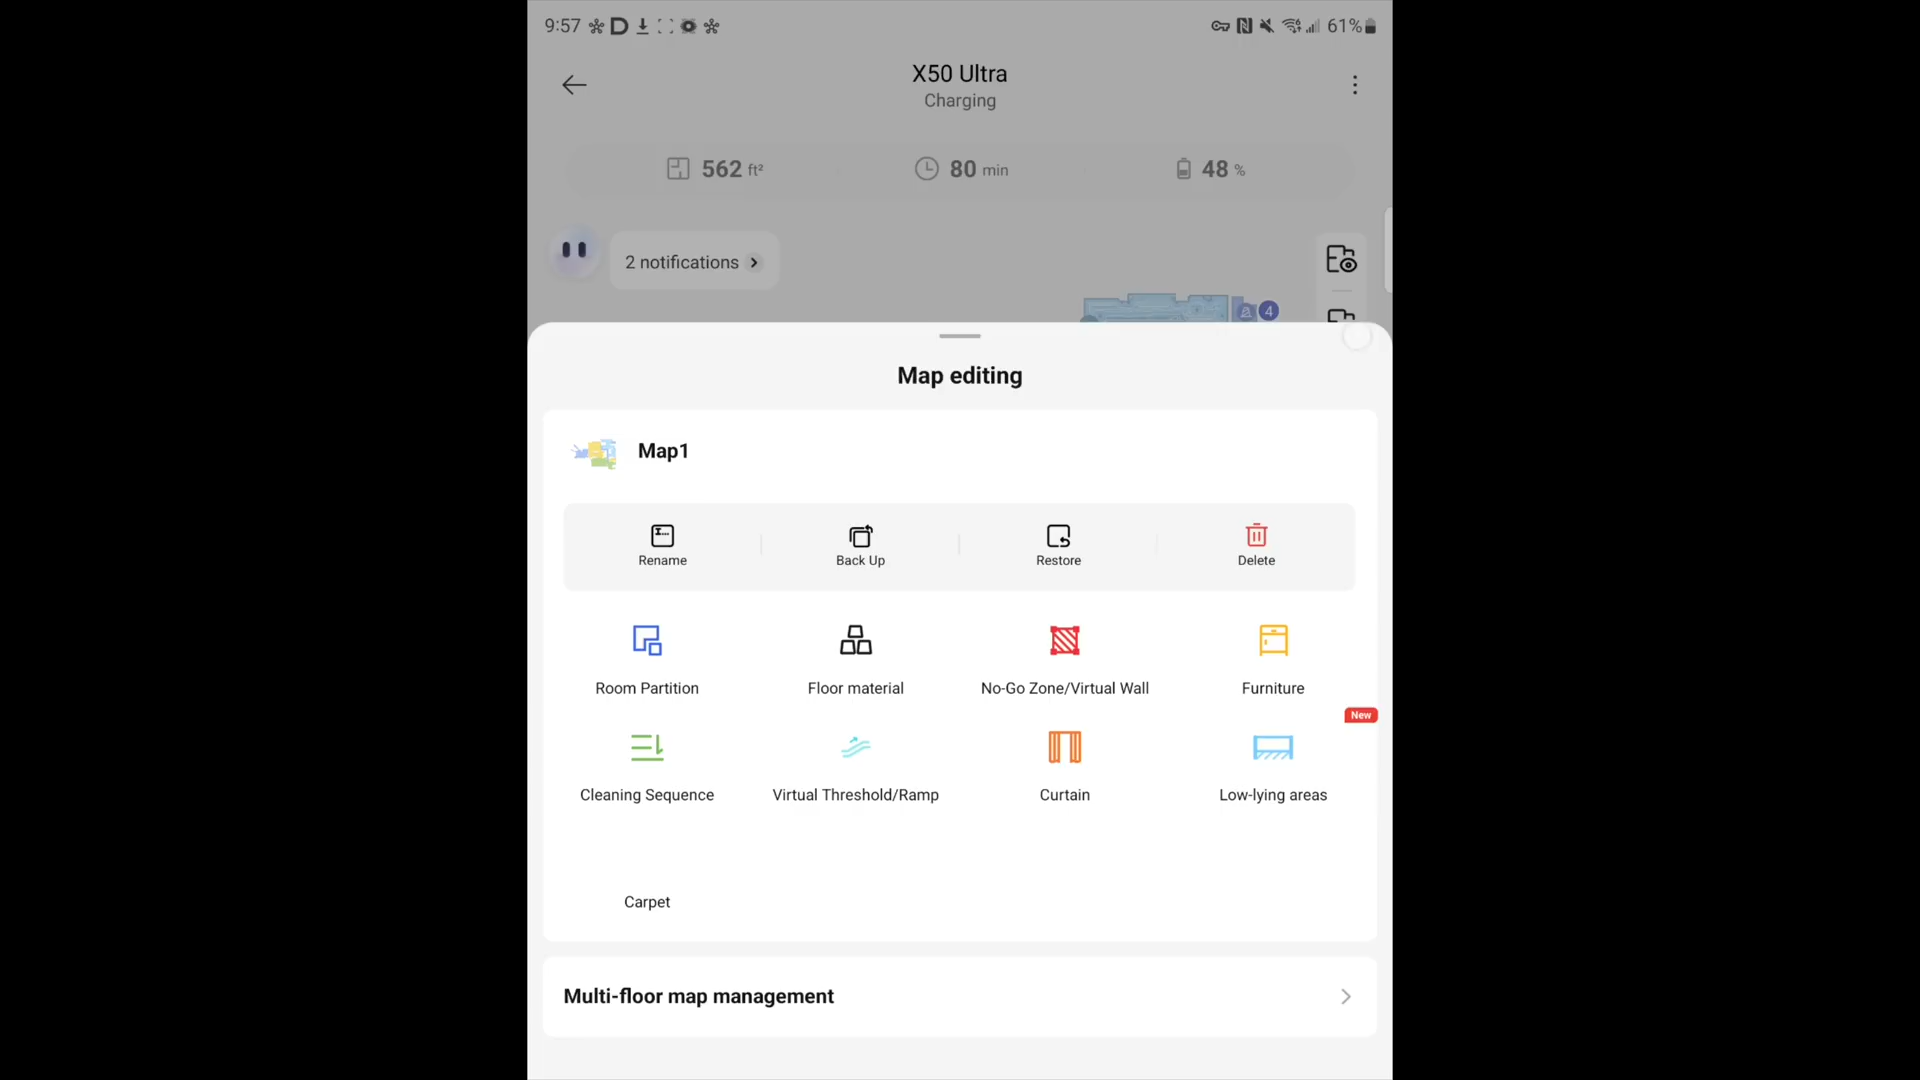 9:57
61%
X50 Ultra
Charging
562 ft²
80 min
48 %
2 notifications
4
Map editing
Map1
Rename
Back Up
Restore
Delete
Room Partition
Floor material
No-Go Zone/Virtual Wall
Furniture
New
Cleaning Sequence
Virtual Threshold/Ramp
Curtain
Low-lying areas
Carpet
Multi-floor map management